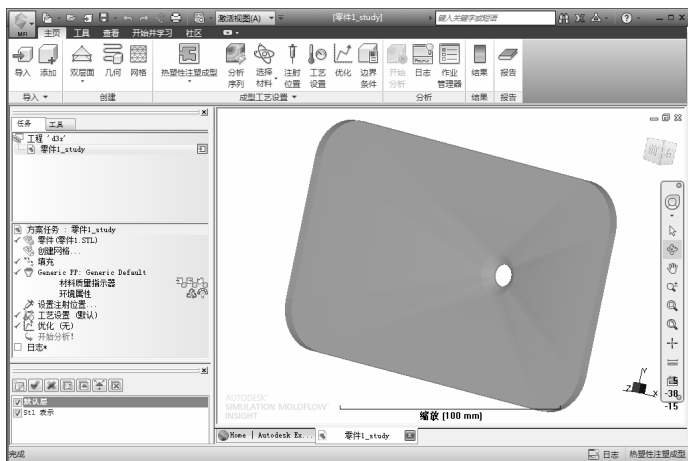 激活视图(A)
[零件1_study]
键入关键字或短语
MRI 主页 工具 查看 开始并学习 社区
导入 添加 双层面 几何 网格 热塑性注塑成型 分析序列 选择材料 注射位置 工艺设置 优化 边界条件 开始分析 日志 作业管理器 结果 报告
导入 创建 成型工艺设置 分析 结果 报告
任务 工具
工程 'd3z'
零件1_study
方案任务 : 零件1_study
零件(零件1.STL)
创建网格...
填充
Generic PP: Generic Default
材料质量指示器
环境属性
设置注射位置...
工艺设置 (默认)
优化 (无)
开始分析!
日志*
默认层
Stl 表示
前 右
AUTODESK®
SIMULATION MOLDFLOW®
INSIGHT
缩放 (100 mm)
Y
Z X
-38
-15
Home | Autodesk Ex... 零件1_study
完成 日志 热塑性注塑成型